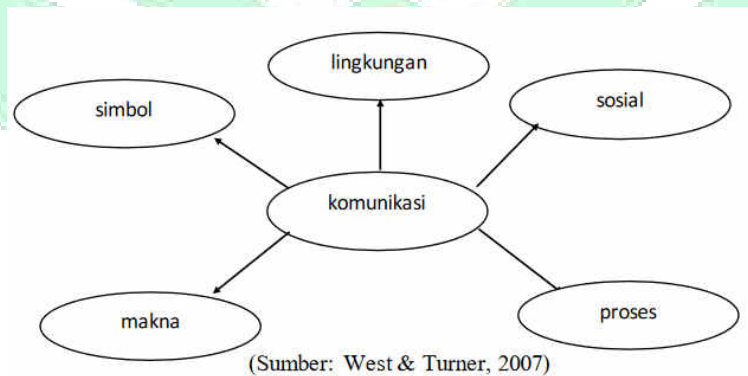 lingkungan
simbol
sosial
komunikasi
makna
proses
(Sumber: West & Turner, 2007)